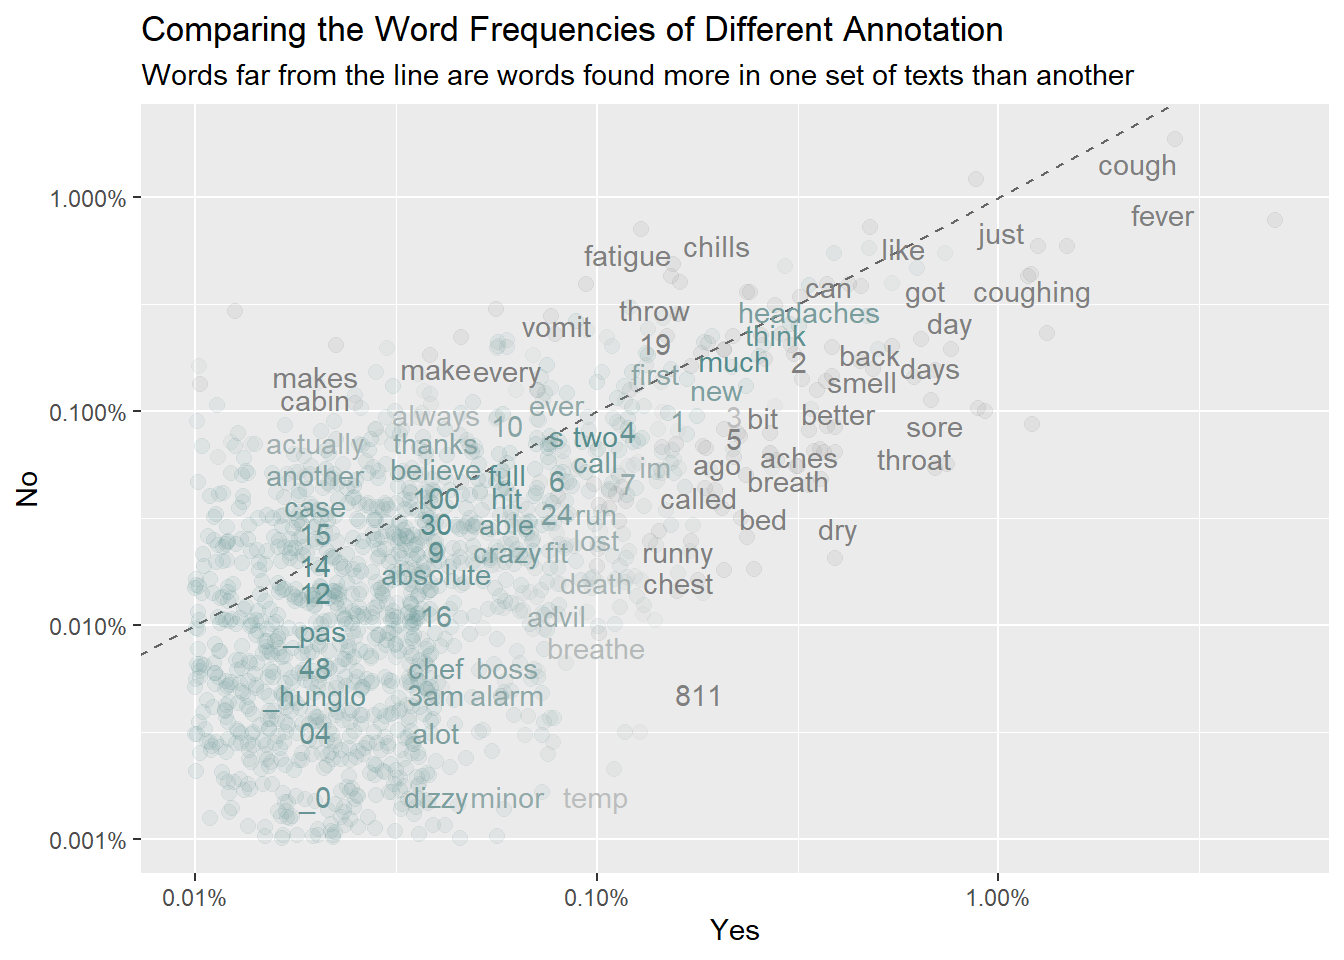 Comparing the Word Frequencies of Different Annotation
Words far from the line are words found more in one set of texts than another
cough
fever
1.000%
just
chills
fatigue
like
can
got
coughing
throw
headaches
day
vomit
think
19
back
much
2
days
make
every
makes
first
smell
new
cabin
ever
0.100%
always
10
1
3
bit
better
sore
actually
thanks
s
two
4
5
another
believe
full
call
im
ago
aches
throat
6
7
breath
No
case
100
hit
24
run
called
bed
15
30
able
lost
dry
14
9
crazy
fit
runny
12
absolute
death
chest
0.010%
_pas
16
advil
breathe
48
chef
boss
_hunglo
3am
alarm
811
04
alot
_0
dizzy
minor
temp
0.001%
0.01%
0.10%
1.00%
Yes